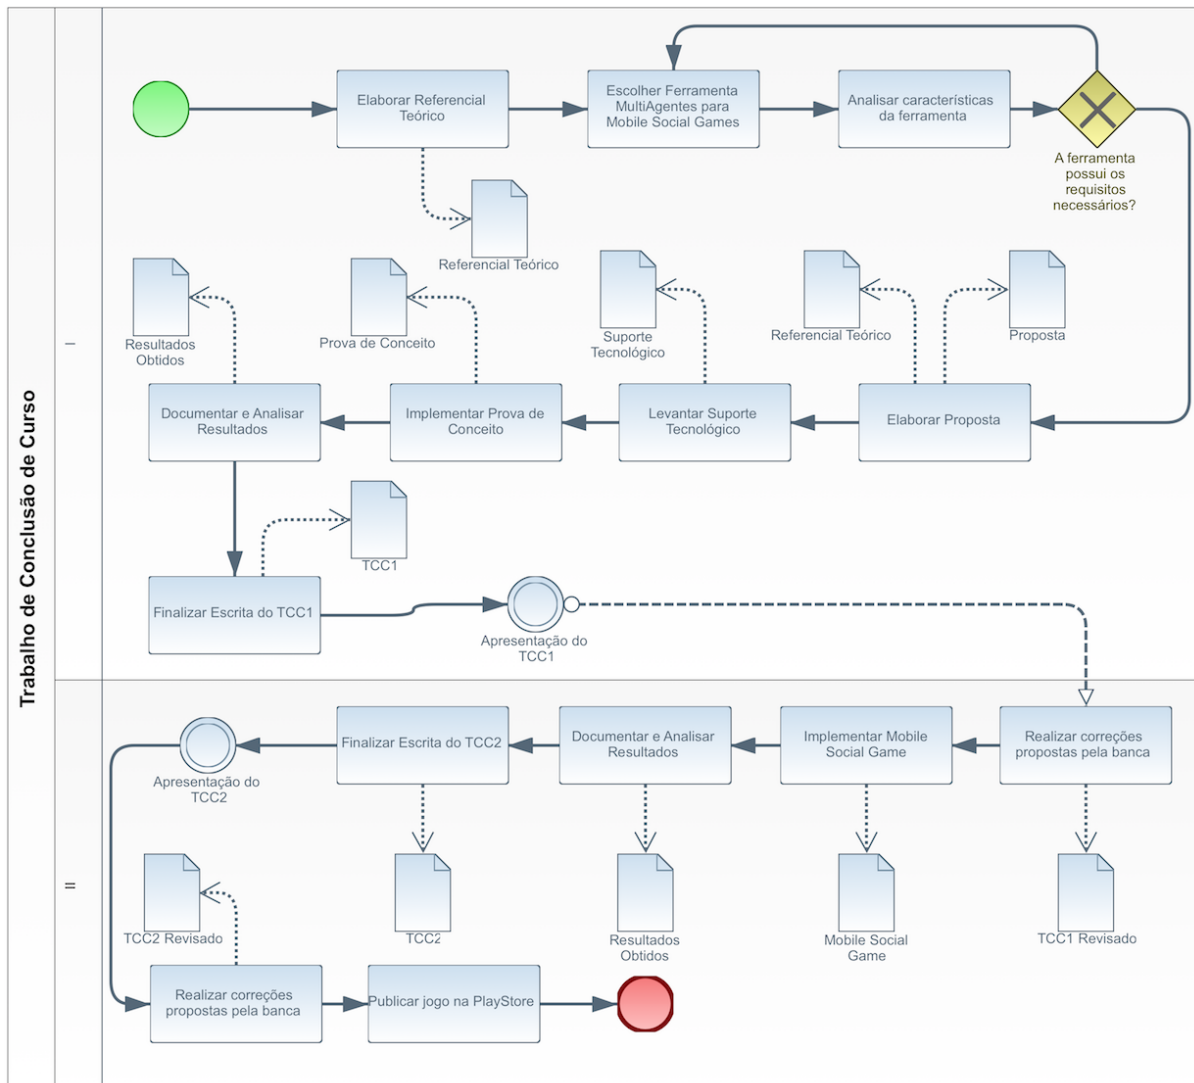 Trabalho de Conclusão de Curso
I
Elaborar Referencial
Teórico
Escolher Ferramenta
MultiAgentes para
Mobile Social Games
Analisar características
da ferramenta
A ferramenta
possui os
requisitos
necessários?
Referencial Teórico
Resultados
Obtidos
Prova de Conceito
Suporte
Tecnológico
Referencial Teórico
Proposta
Documentar e Analisar
Resultados
Implementar Prova de
Conceito
Levantar Suporte
Tecnológico
Elaborar Proposta
TCC1
Finalizar Escrita do TCC1
Apresentação do
TCC1
II
Apresentação do
TCC2
Finalizar Escrita do TCC2
Documentar e Analisar
Resultados
Implementar Mobile
Social Game
Realizar correções
propostas pela banca
TCC2 Revisado
TCC2
Resultados
Obtidos
Mobile Social
Game
TCC1 Revisado
Realizar correções
propostas pela banca
Publicar jogo na PlayStore